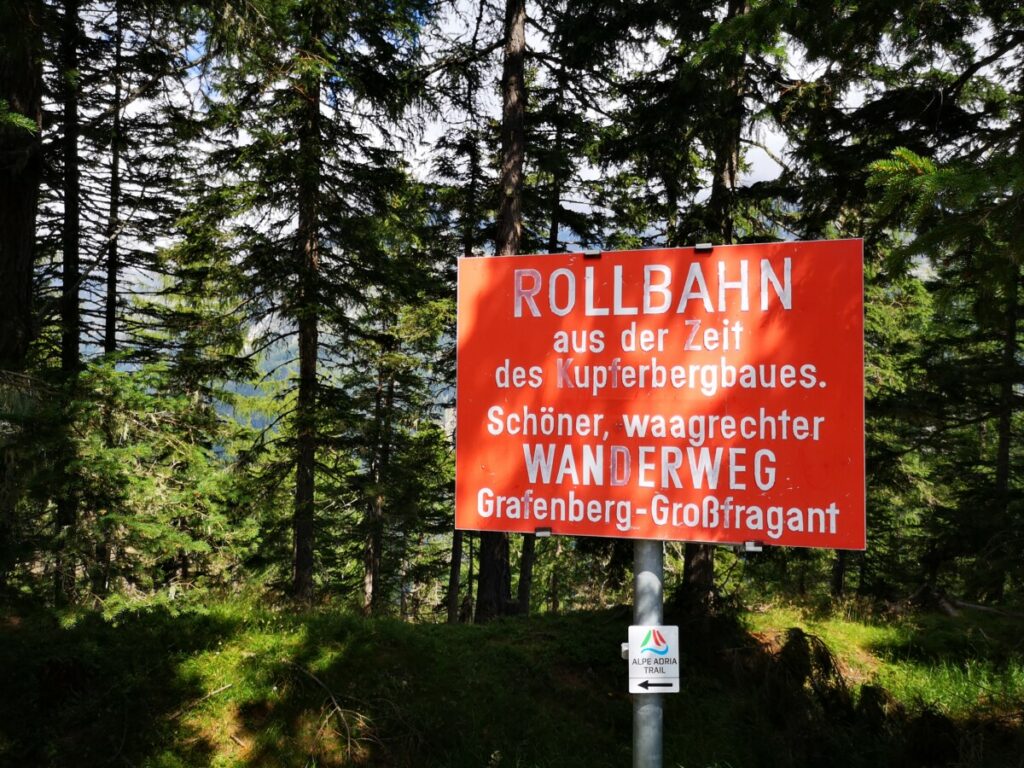 ROLLBAHN
aus der Zeit
des Kupferbergbaues.
Schöner, waagrechter
WANDERWEG
Grafenberg-Großfragant
ALPE ADRIA
TRAIL